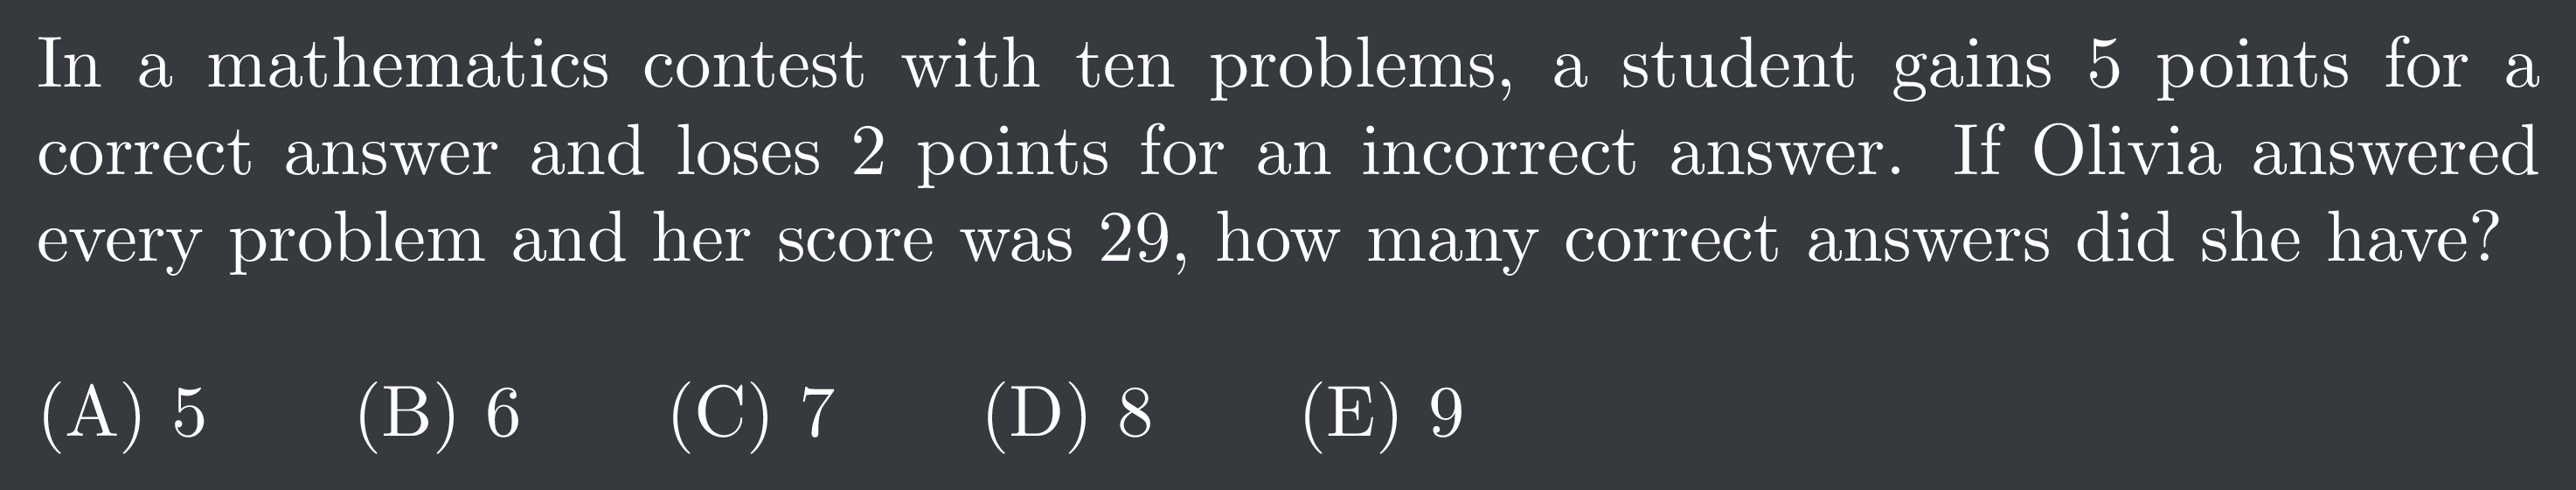 In a mathematics contest with ten problems, a student gains 5 points for a
correct answer and loses 2 points for an incorrect answer. If Olivia answered
every problem and her score was 29, how many correct answers did she have?
(A) 5 (B) 6 (C) 7 (D) 8 (E) 9